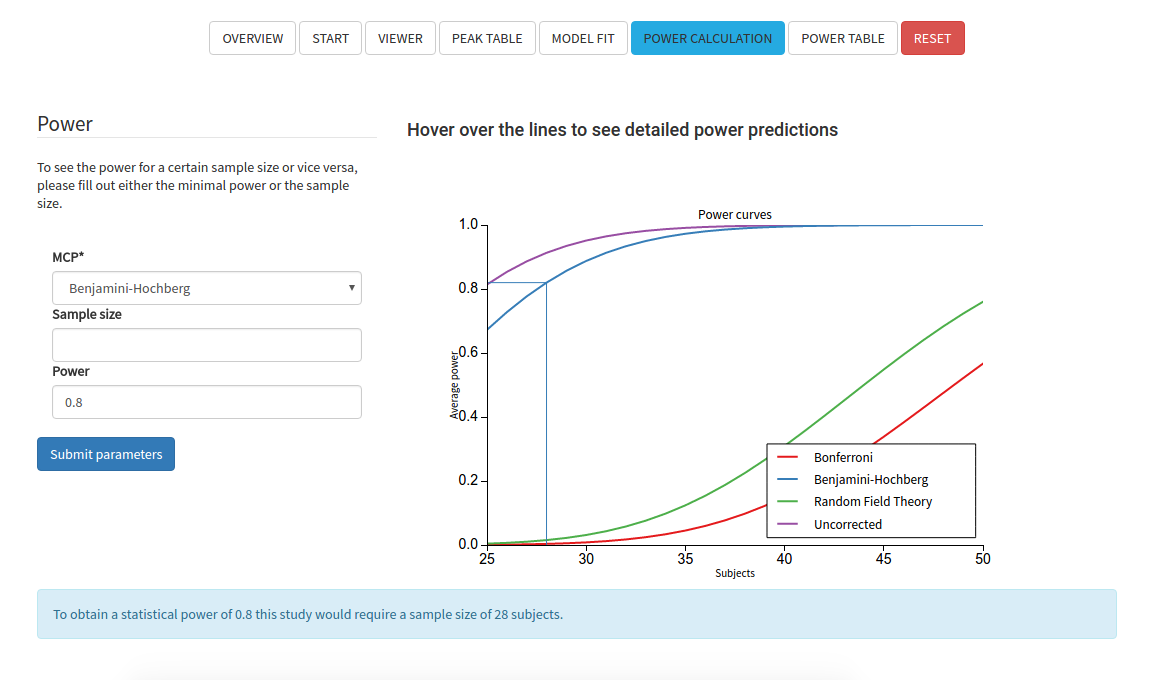 OVERVIEW START VIEWER PEAK TABLE MODEL FIT POWER CALCULATION POWER TABLE RESET
Power
To see the power for a certain sample size or vice versa,
please fill out either the minimal power or the sample
size.
MCP*
Benjamini-Hochberg
Sample size
Power
0.8
Submit parameters
Hover over the lines to see detailed power predictions
Power curves
1.0
0.8
0.6
0.4
0.2
0.0
Average power
25 30 35 40 45 50
Subjects
Bonferroni
Benjamini-Hochberg
Random Field Theory
Uncorrected
To obtain a statistical power of 0.8 this study would require a sample size of 28 subjects.